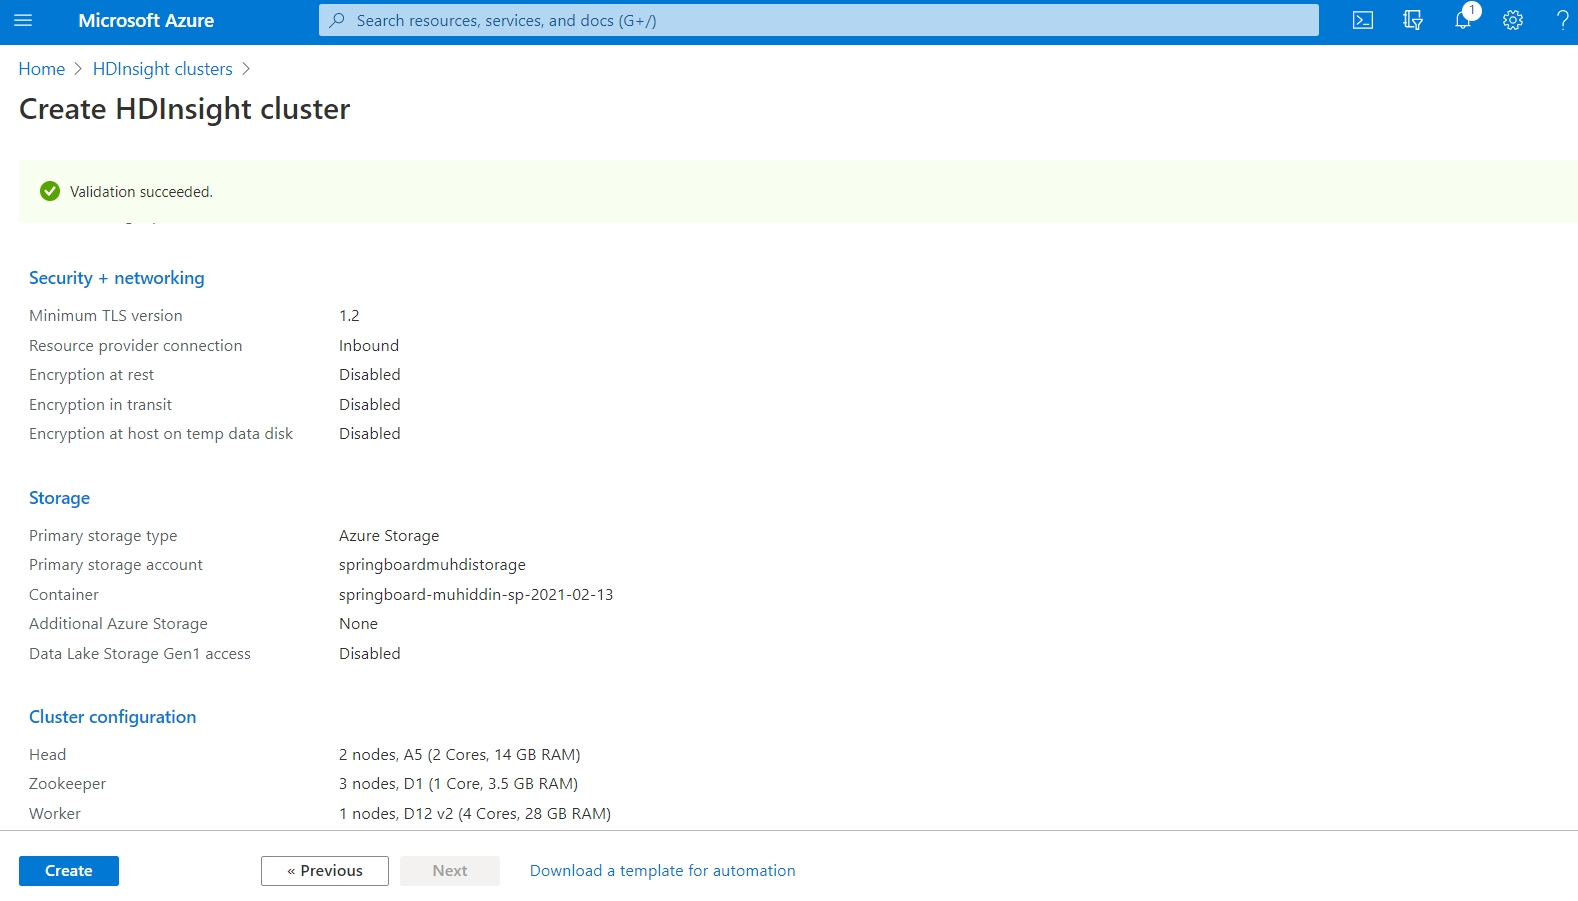 Microsoft Azure
Search resources, services, and docs (G+/)
1
Home > HDInsight clusters >
Create HDInsight cluster
Validation succeeded.
Security + networking
Minimum TLS version 1.2
Resource provider connection Inbound
Encryption at rest Disabled
Encryption in transit Disabled
Encryption at host on temp data disk Disabled
Storage
Primary storage type Azure Storage
Primary storage account springboardmuhdistorage
Container springboard-muhiddin-sp-2021-02-13
Additional Azure Storage None
Data Lake Storage Gen1 access Disabled
Cluster configuration
Head 2 nodes, A5 (2 Cores, 14 GB RAM)
Zookeeper 3 nodes, D1 (1 Core, 3.5 GB RAM)
Worker 1 nodes, D12 v2 (4 Cores, 28 GB RAM)
Create « Previous Next Download a template for automation